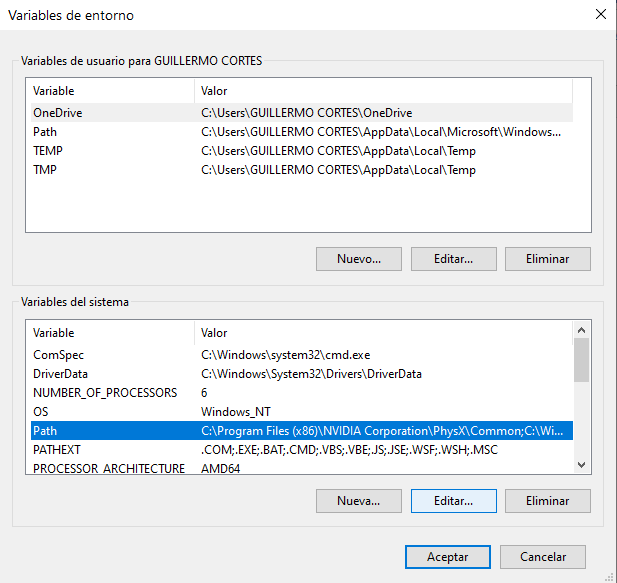 Variables de entorno
Variables de usuario para GUILLERMO CORTES
Variable Valor
OneDrive C:\Users\GUILLERMO CORTES\OneDrive
Path C:\Users\GUILLERMO CORTES\AppData\Local\Microsoft\Windows...
TEMP C:\Users\GUILLERMO CORTES\AppData\Local\Temp
TMP C:\Users\GUILLERMO CORTES\AppData\Local\Temp
Nuevo... Editar... Eliminar
Variables del sistema
Variable Valor
ComSpec C:\Windows\system32\cmd.exe
DriverData C:\Windows\System32\Drivers\DriverData
NUMBER_OF_PROCESSORS 6
OS Windows_NT
Path C:\Program Files (x86)\NVIDIA Corporation\PhysX\Common;C:\Wi...
PATHEXT .COM;.EXE;.BAT;.CMD;.VBS;.VBE;.JS;.JSE;.WSF;.WSH;.MSC
PROCESSOR_ARCHITECTURE AMD64
Nueva... Editar... Eliminar
Aceptar Cancelar